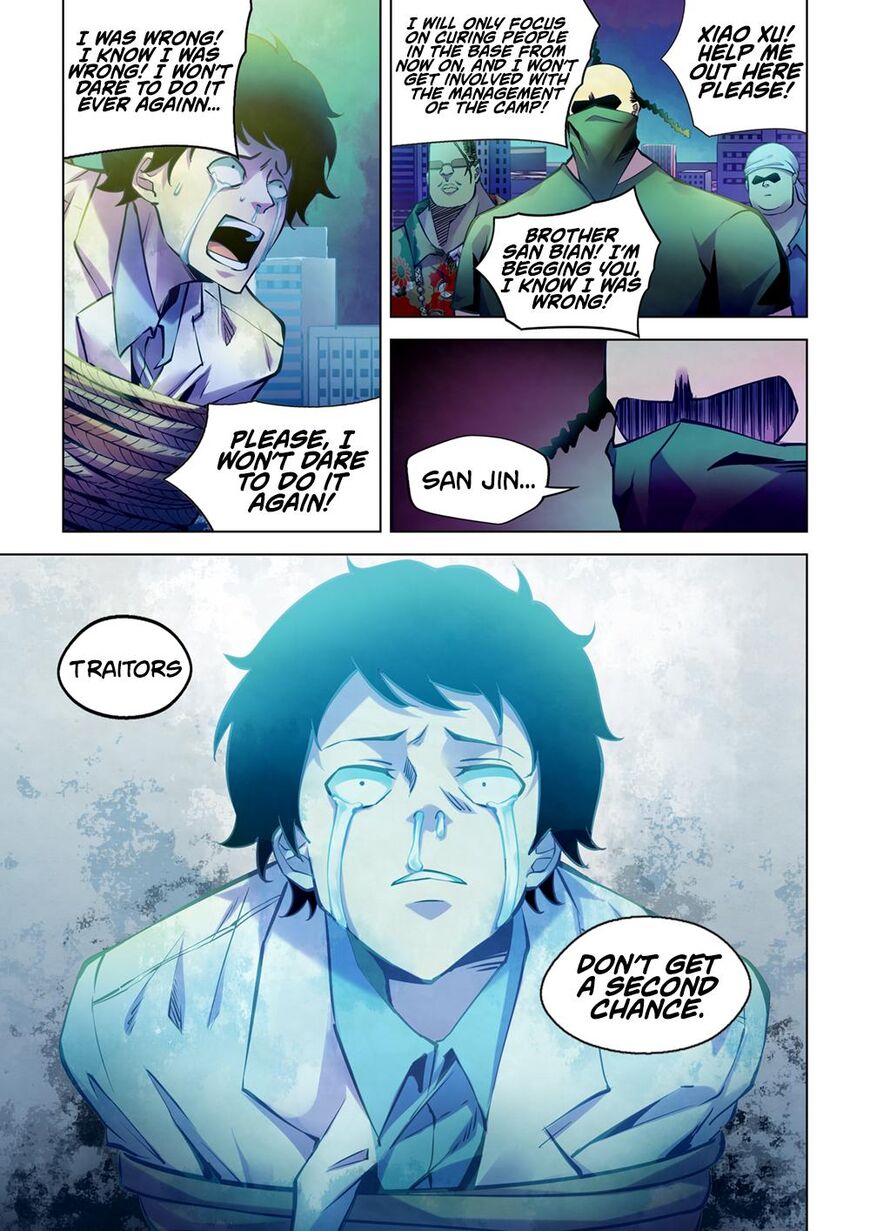 I WAS WRONG!
I KNOW I WAS
WRONG! I WON'T
DARE TO DO IT
EVER AGAINN...
PLEASE, I
WON'T DARE
TO DO IT
AGAIN!
I WILL ONLY FOCUS
ON CURING PEOPLE
IN THE BASE FROM
NOW ON, AND I WON'T
GET INVOLVED WITH
THE MANAGEMENT
OF THE CAMP!
XIAO XU!
HELP ME
OUT HERE
PLEASE!
BROTHER
SAN BIAN! I'M
BEGGING YOU,
I KNOW I WAS
WRONG!
SAN JIN...
TRAITORS
DON'T GET
A SECOND
CHANCE.